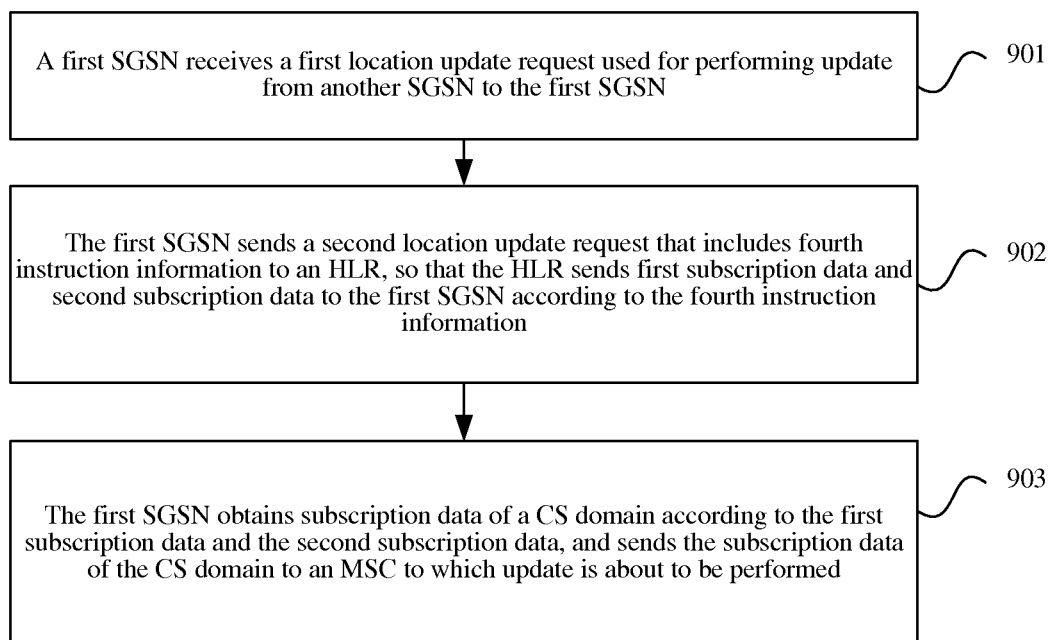 A first SGSN receives a first location update request used for performing update
from another SGSN to the first SGSN
901
The first SGSN sends a second location update request that includes fourth
instruction information to an HLR, so that the HLR sends first subscription data and
second subscription data to the first SGSN according to the fourth instruction
information
902
The first SGSN obtains subscription data of a CS domain according to the first
subscription data and the second subscription data, and sends the subscription data
of the CS domain to an MSC to which update is about to be performed
903